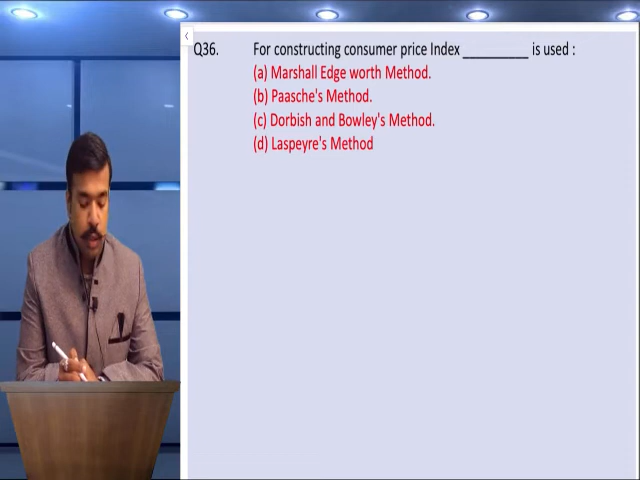 Q36. For constructing consumer price Index __________ is used :
(a) Marshall Edge worth Method.
(b) Paasche's Method.
(c) Dorbish and Bowley's Method.
(d) Laspeyre's Method